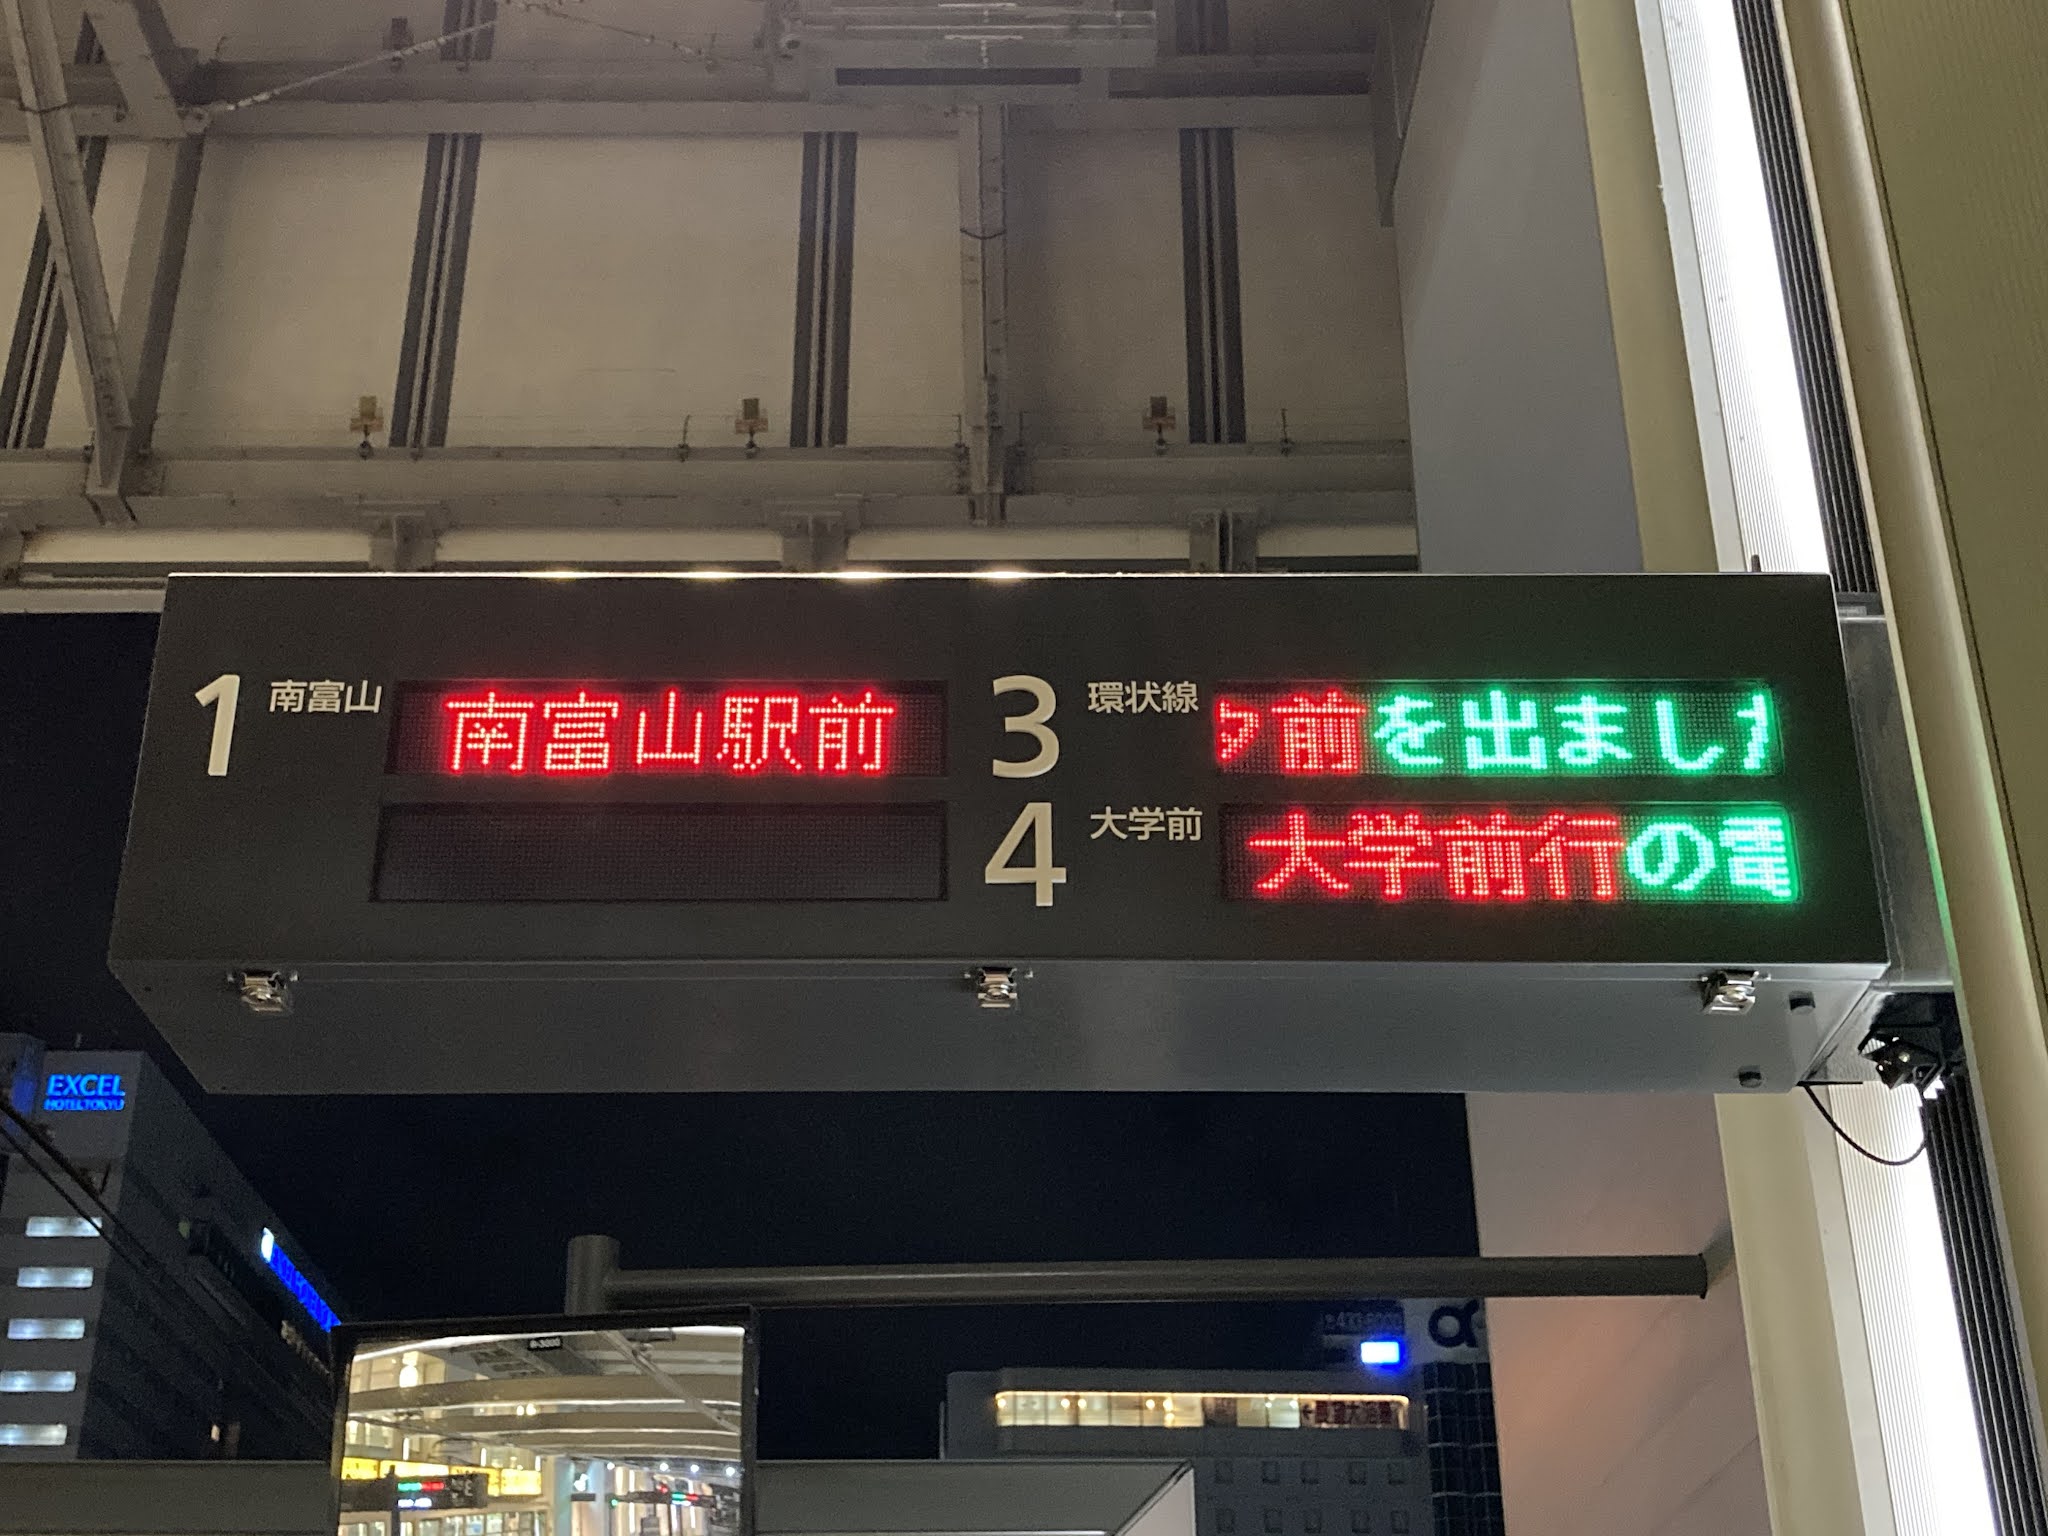 1 南富山 南富山駅前
3 環状線 前を出ました
4 大学前 大学前行の電
EXCEL
HOTEL TOKYU